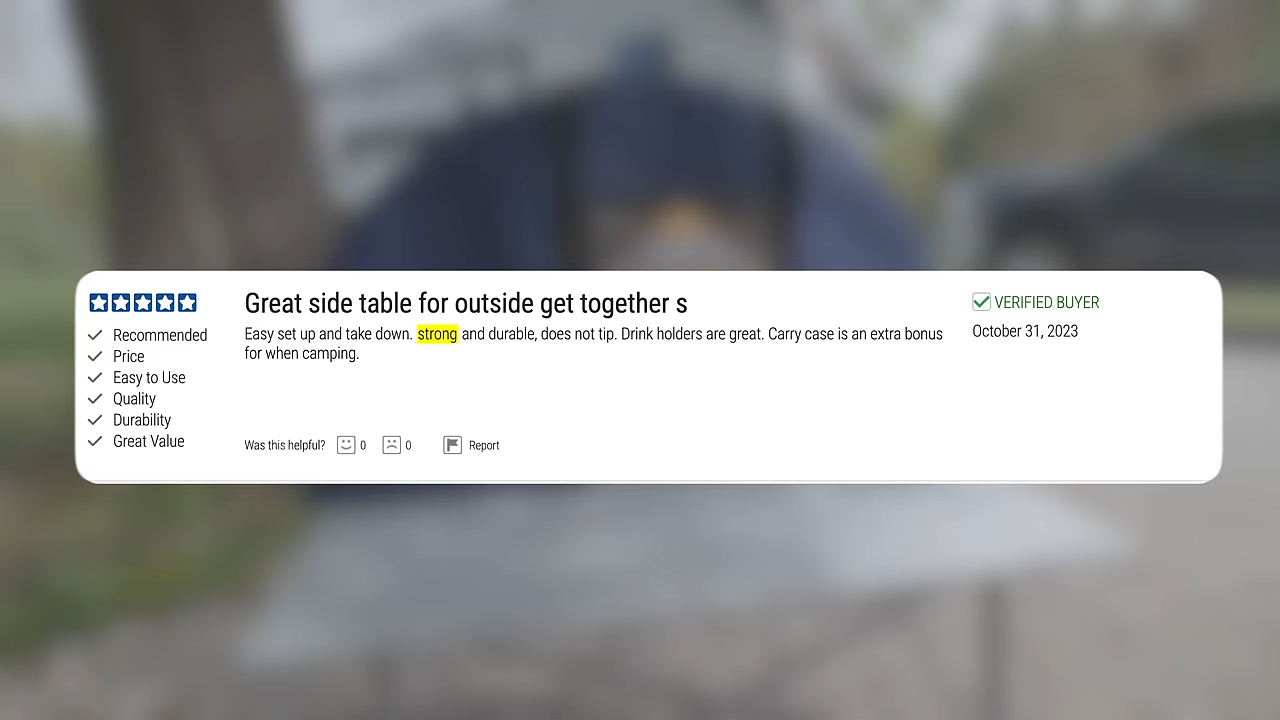 Great side table for outside get together s
Easy set up and take down. strong and durable, does not tip. Drink holders are great. Carry case is an extra bonus
for when camping.
Recommended
Price
Easy to Use
Quality
Durability
Great Value
Was this helpful? 0 0 Report
VERIFIED BUYER
October 31, 2023